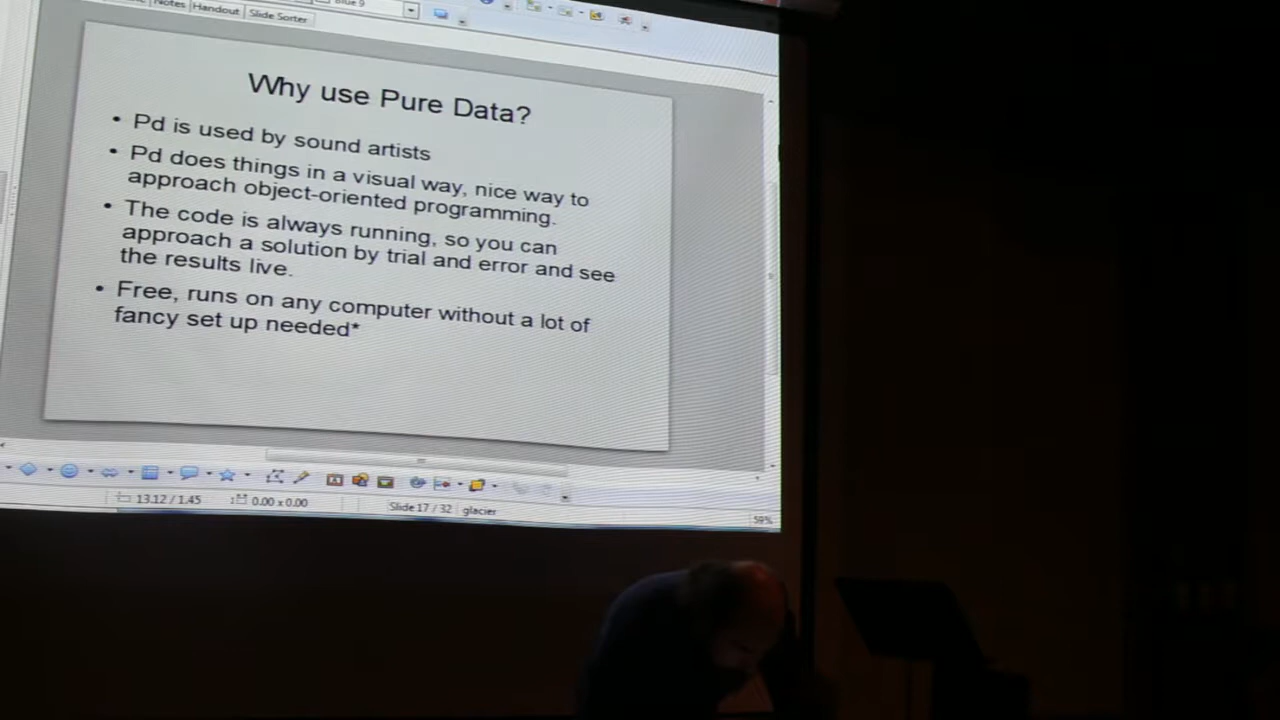 Notes Handout Slide Sorter
Why use Pure Data?
• Pd is used by sound artists
• Pd does things in a visual way, nice way to
approach object-oriented programming.
• The code is always running, so you can
approach a solution by trial and error and see
the results live.
• Free, runs on any computer without a lot of
fancy set up needed*
13.12 / 1.45 0.00 x 0.00 Slide 17 / 32 glacier 59%